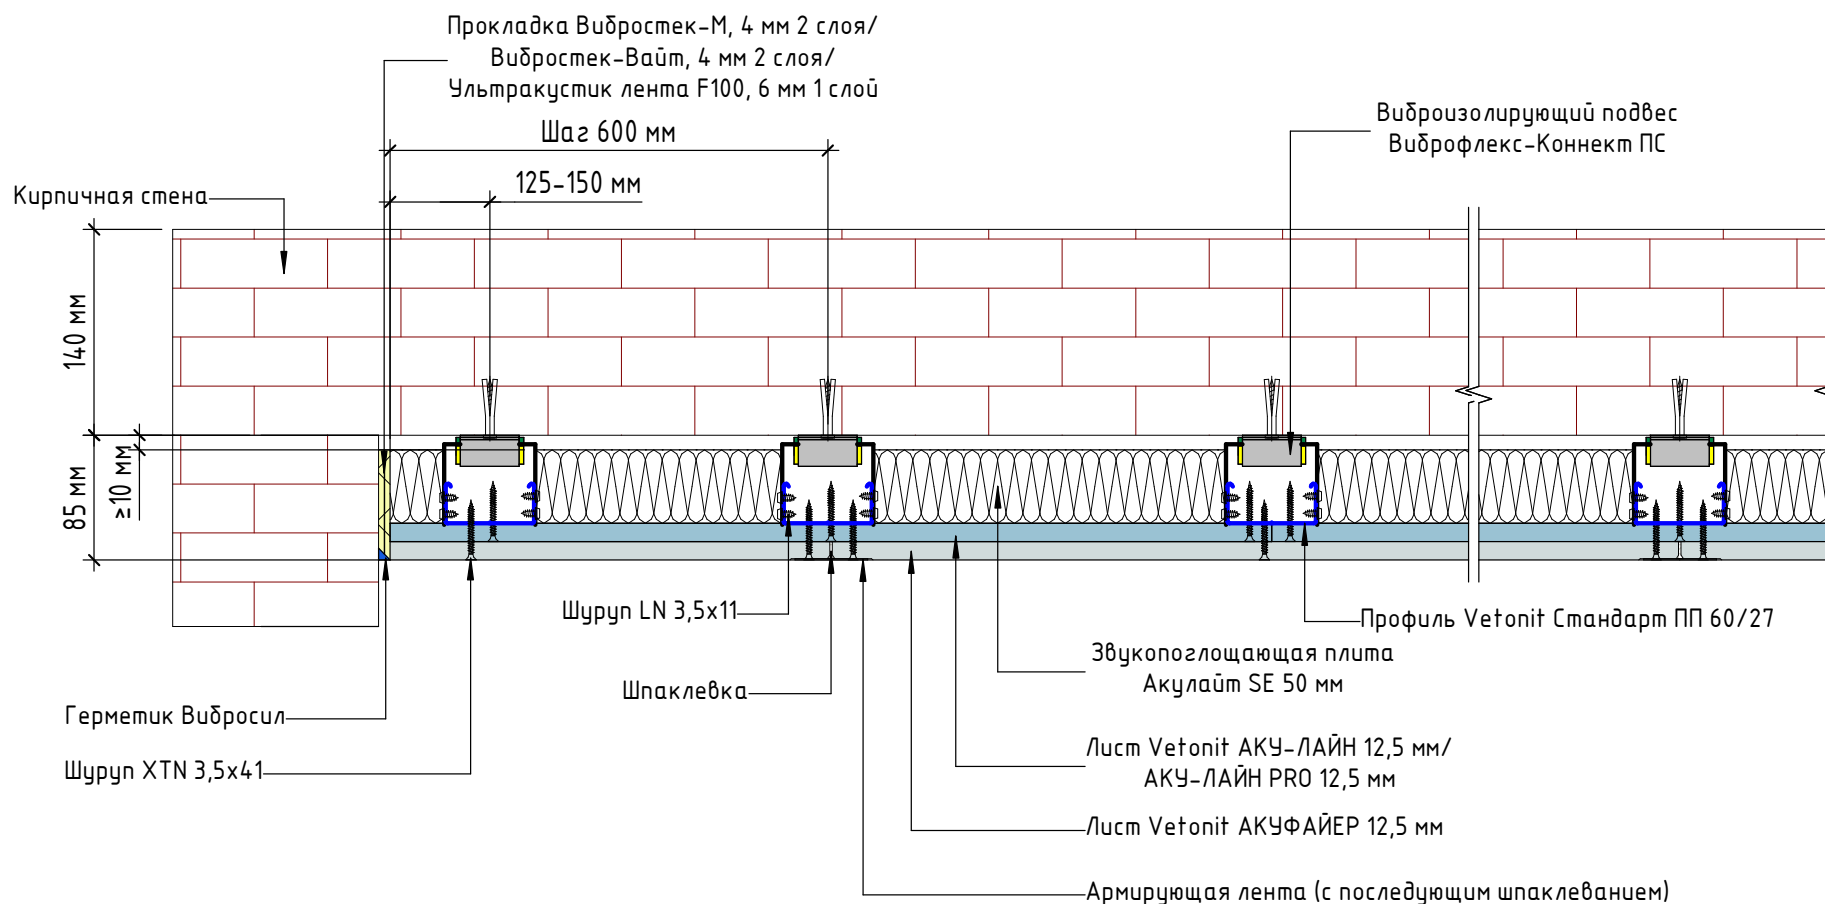 Прокладка Вибростек-М, 4 мм 2 слоя/
Вибростек-Вайт, 4 мм 2 слоя/
Ультракустик лента F100, 6 мм 1 слой
Шаг 600 мм
125-150 мм
Виброизолирующий подвес
Виброфлекс-Коннект ПС
Кирпичная стена
140 мм
85 мм
≥10 мм
Шуруп LN 3,5x11
Профиль Vetonit Стандарт ПП 60/27
Звукопоглощающая плита
Акулайт SE 50 мм
Шпаклевка
Герметик Вибросил
Шуруп XTN 3,5x41
Лист Vetonit АКУ-ЛАЙН 12,5 мм/
АКУ-ЛАЙН PRO 12,5 мм
Лист Vetonit АКУФАЙЕР 12,5 мм
Армирующая лента (с последующим шпаклеванием)